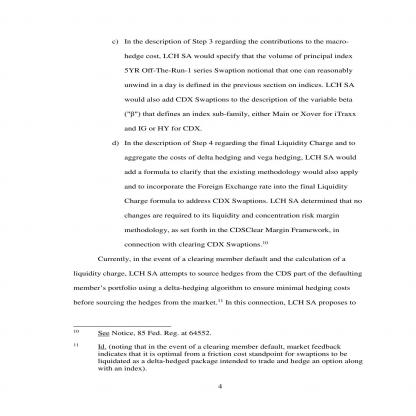 c) In the description of Step 3 regarding the contributions to the macro-
hedge cost, LCH SA would specify that the volume of principal index
5YR Off-The-Run-1 series Swaption notional that one can reasonably
unwind in a day is defined in the previous section on indices. LCH SA
would also add CDX Swaptions to the description of the variable beta
("β") that defines an index sub-family, either Main or Xover for iTraxx
and IG or HY for CDX.
d) In the description of Step 4 regarding the final Liquidity Charge and to
aggregate the costs of delta hedging and vega hedging, LCH SA would
add a formula to clarify that the existing methodology would also apply
and to incorporate the Foreign Exchange rate into the final Liquidity
Charge formula to address CDX Swaptions. LCH SA determined that no
changes are required to its liquidity and concentration risk margin
methodology, as set forth in the CDSClear Margin Framework, in
connection with clearing CDX Swaptions.10
Currently, in the event of a clearing member default and the calculation of a
liquidity charge, LCH SA attempts to source hedges from the CDS part of the defaulting
member's portfolio using a delta-hedging algorithm to ensure minimal hedging costs
before sourcing the hedges from the market.11 In this connection, LCH SA proposes to
10 See Notice, 85 Fed. Reg. at 64552.
11 Id. (noting that in the event of a clearing member default, market feedback
indicates that it is optimal from a friction cost standpoint for swaptions to be
liquidated as a delta-hedged package intended to trade and hedge an option along
with an index).
4